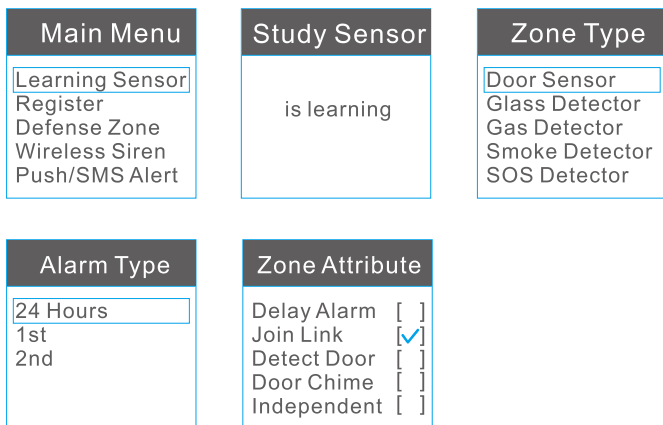 Main Menu
Learning Sensor
Register
Defense Zone
Wireless Siren
Push/SMS Alert
Study Sensor
is learning
Zone Type
Door Sensor
Glass Detector
Gas Detector
Smoke Detector
SOS Detector
Alarm Type
24 Hours
1st
2nd
Zone Attribute
Delay Alarm [ ]
Join Link [✓]
Detect Door [ ]
Door Chime [ ]
Independent [ ]